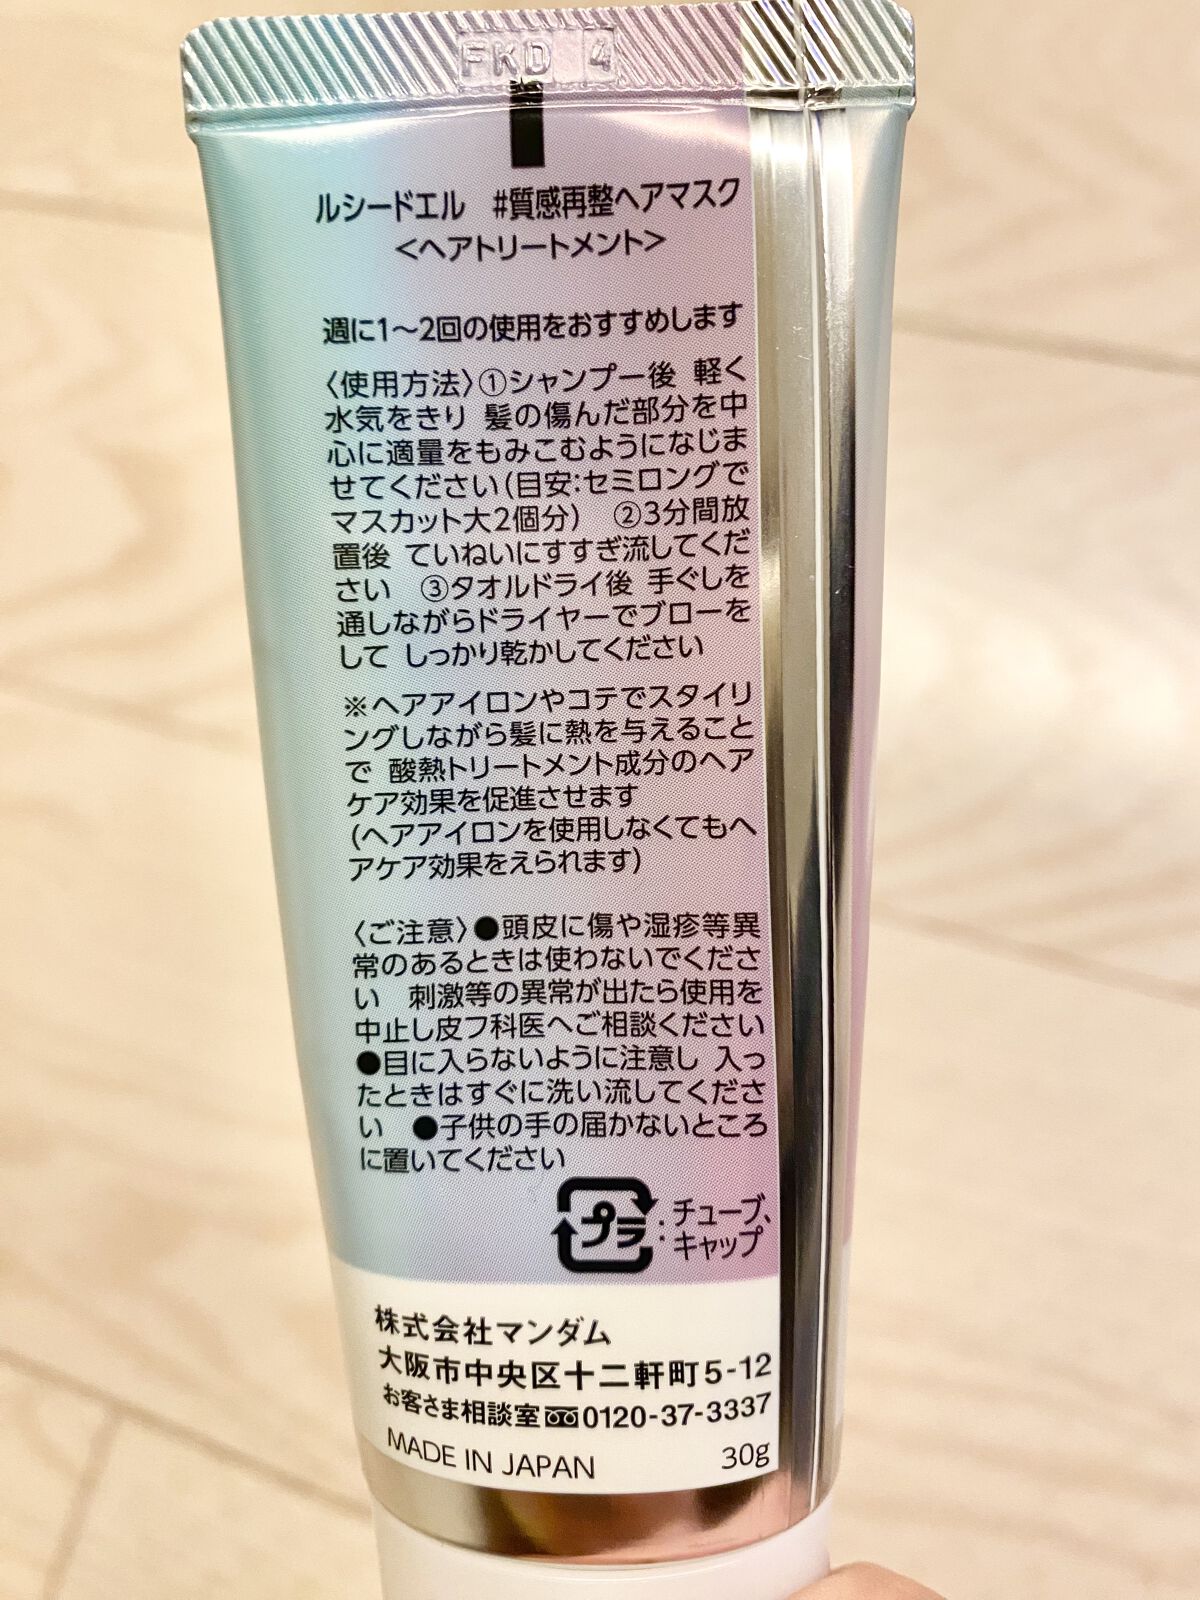 FKD 4
ルシードエル #質感再整ヘアマスク
<ヘアトリートメント>
週に1〜2回の使用をおすすめします
〈使用方法〉①シャンプー後 軽く
水気をきり 髪の傷んだ部分を中
心に適量をもみこむようになじま
せてください(目安:セミロングで
マスカット大2個分) ②3分間放
置後 ていねいにすすぎ流してくだ
さい ③タオルドライ後 手ぐしを
通しながらドライヤーでブローを
して しっかり乾かしてください
※ヘアアイロンやコテでスタイリ
ングしながら髪に熱を与えること
で 酸熱トリートメント成分のヘア
ケア効果を促進させます
(ヘアアイロンを使用しなくてもヘ
アケア効果をえられます)
〈ご注意〉●頭皮に傷や湿疹等異
常のあるときは使わないでくださ
い 刺激等の異常が出たら使用を
中止し皮フ科医へご相談ください
●目に入らないように注意し 入っ
たときはすぐに洗い流してくださ
い ●子供の手の届かないところ
に置いてください
プラ :チューブ、
キャップ
株式会社マンダム
大阪市中央区十二軒町5-12
お客さま相談室 0120-37-3337
MADE IN JAPAN 30g